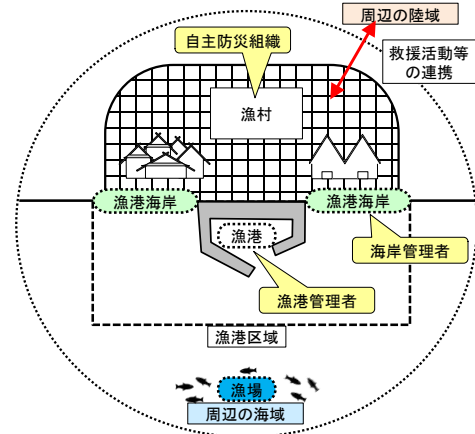 周辺の陸域
自主防災組織
救援活動等
の連携
漁村
漁港海岸
漁港海岸
漁港
海岸管理者
漁港管理者
漁港区域
漁場
周辺の海域